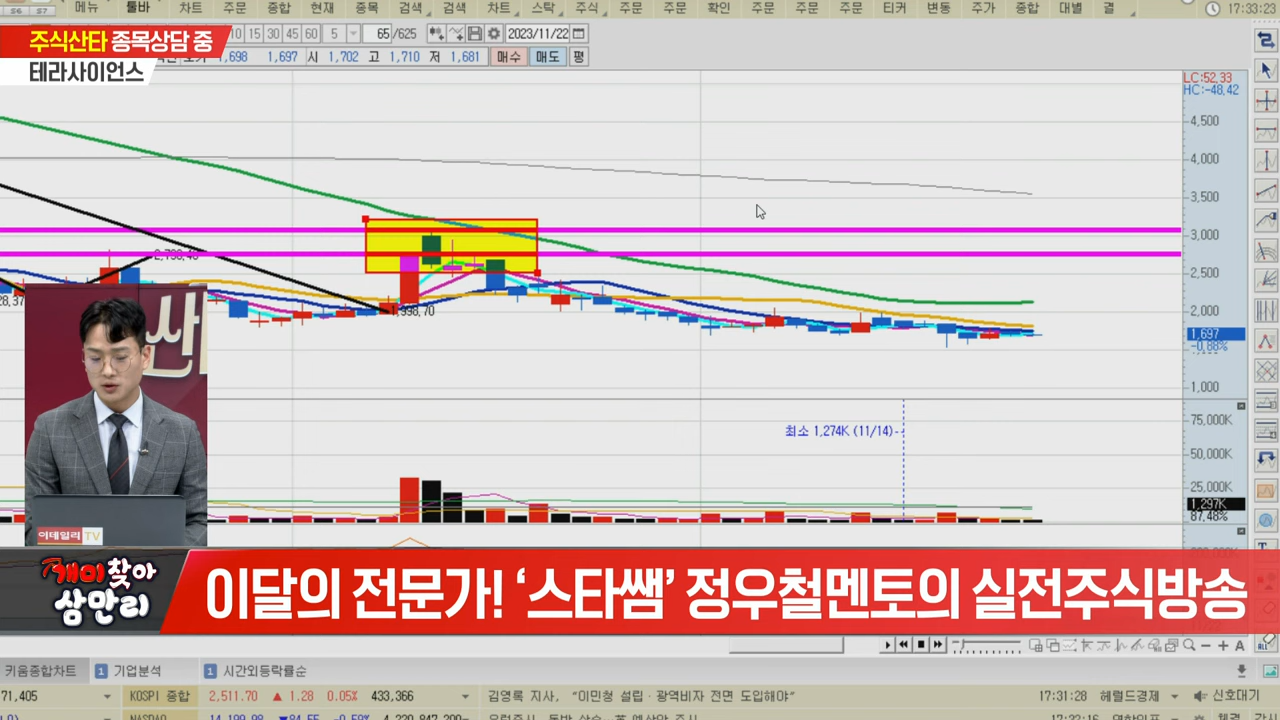 메뉴 툴바 차트 주문 종합 현재 종목 검색 검색 차트 스탁 주식 주문 주문 확인 주문 주문 주문 티커 변동 주가 종합 대별 결
17:33:23
주식산타 종목상담 중
테라사이언스
10 15 30 45 60 5 65 /625 2023/11/22
1,698 1,697 시 1,702 고 1,710 저 1,681 매수 매도 평
LC:52,33
HC:-48,42
4,500
4,000
3,500
3,000
2,500
2,000
1,697
-0,88%
1,000
최소 1,274K (11/14)
75,000K
50,000K
25,000K
1,297K
87,48%
이데일리 TV
개미찾아
삼만리
이달의 전문가! ‘스타쌤’ 정우철멘토의 실전주식방송
키움종합차트 1 기업분석 1 시간외등락률순
71,405 KOSPI 종합 2,511.70 ▲ 1.28 0.05% 433,366 김영록 지사, “이민청 설립·광역비자 전면 도입해야” 17:31:28 헤럴드경제 신호대기